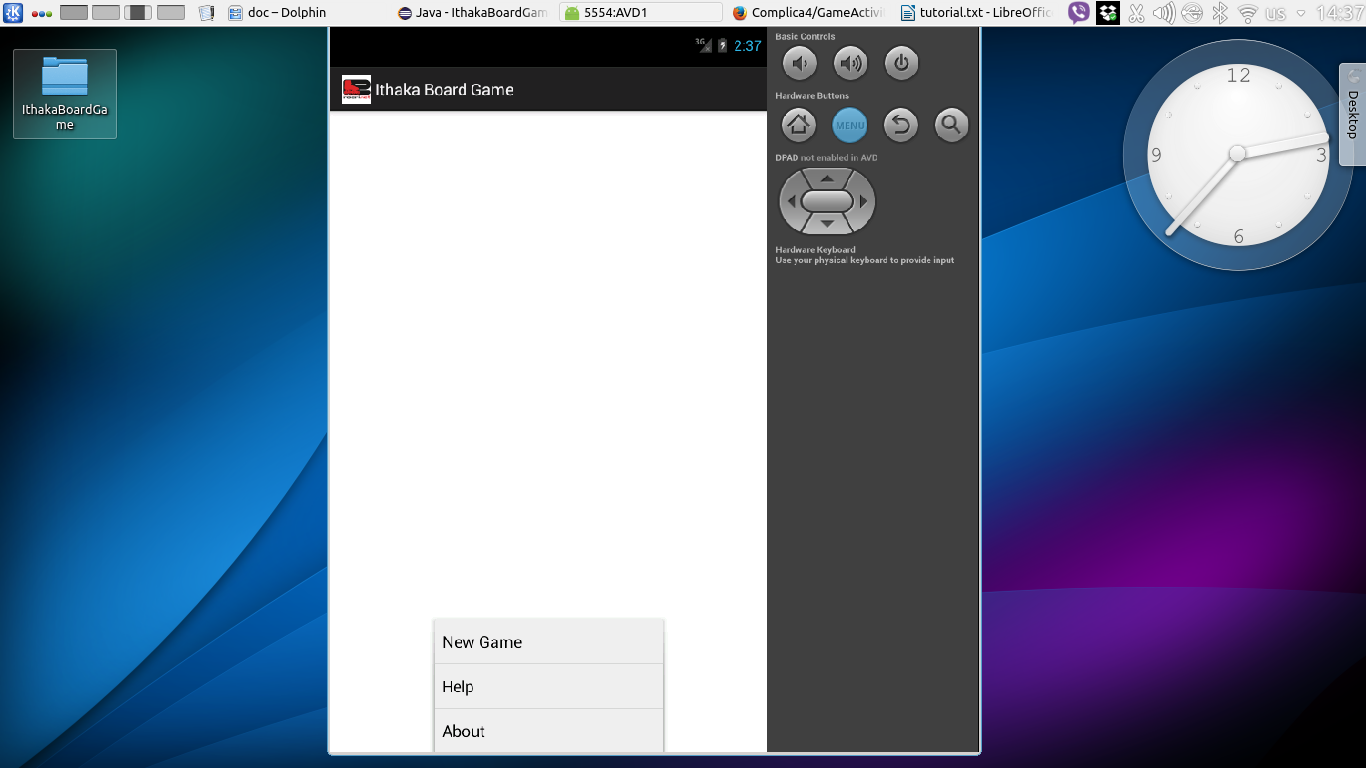 doc – Dolphin
Java - IthakaBoardGam
5554:AVD1
Complica4/GameActivi
tutorial.txt - LibreOffic
us
14:37
IthakaBoardGa
me
3G
2:37
Ithaka Board Game
Basic Controls
Hardware Buttons
MENU
DPAD not enabled in AVD
Hardware Keyboard
Use your physical keyboard to provide input
New Game
Help
About
12
3
6
9
Desktop